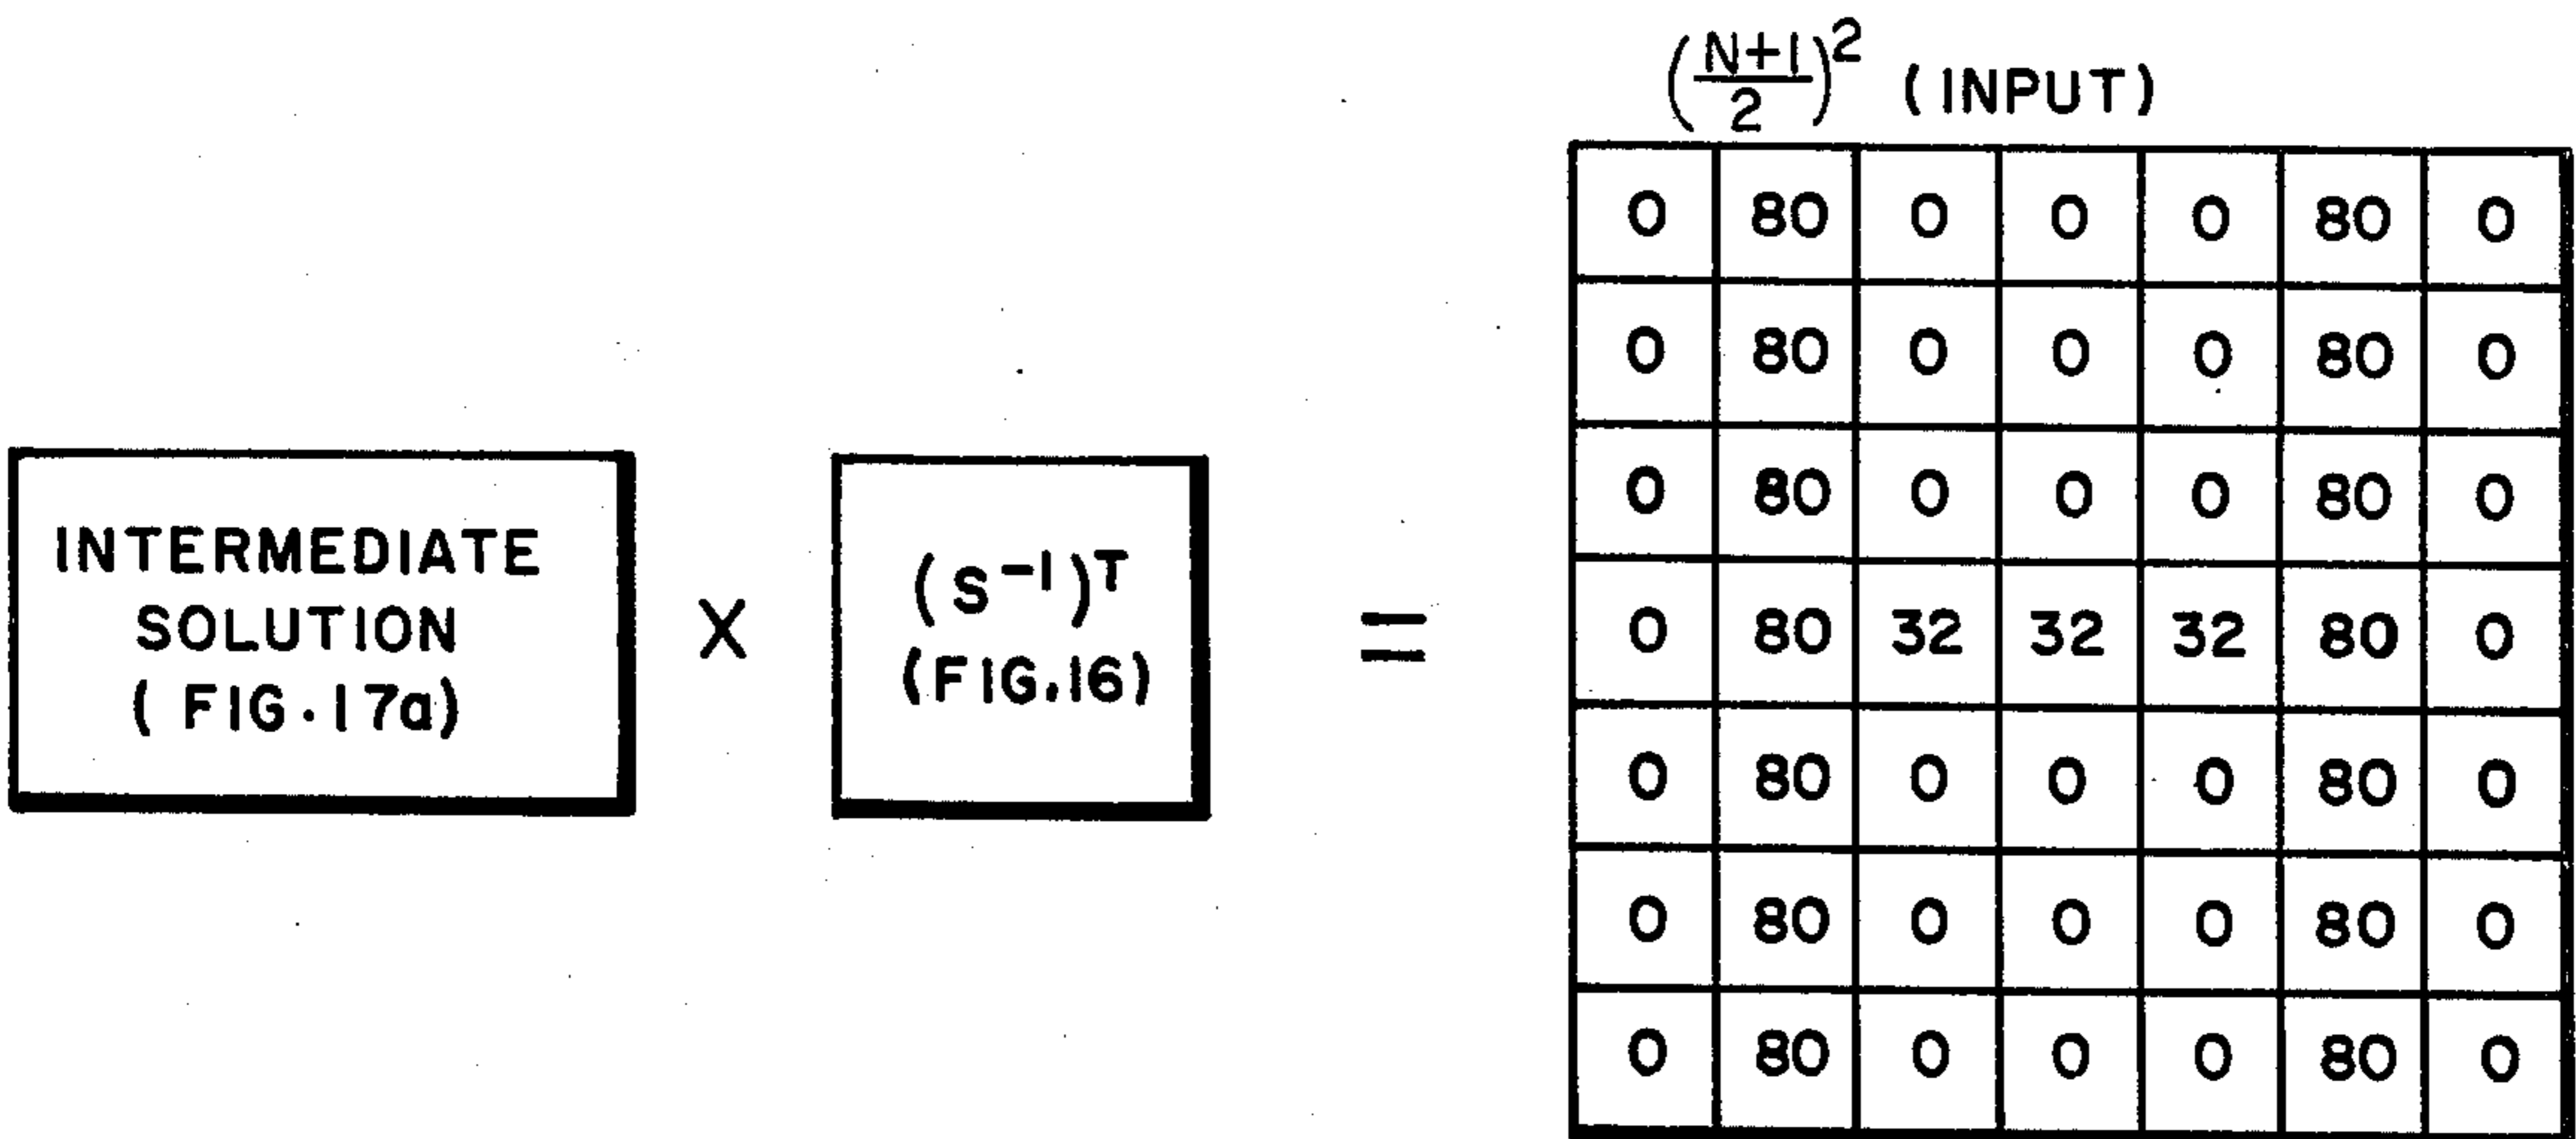 INTERMEDIATE
SOLUTION
( FIG. 17a)
X
(S⁻¹)ᵀ
(FIG.16)
=
((N+1)/2)² (INPUT)
0 80 0 0 0 80 0
0 80 0 0 0 80 0
0 80 0 0 0 80 0
0 80 32 32 32 80 0
0 80 0 0 0 80 0
0 80 0 0 0 80 0
0 80 0 0 0 80 0